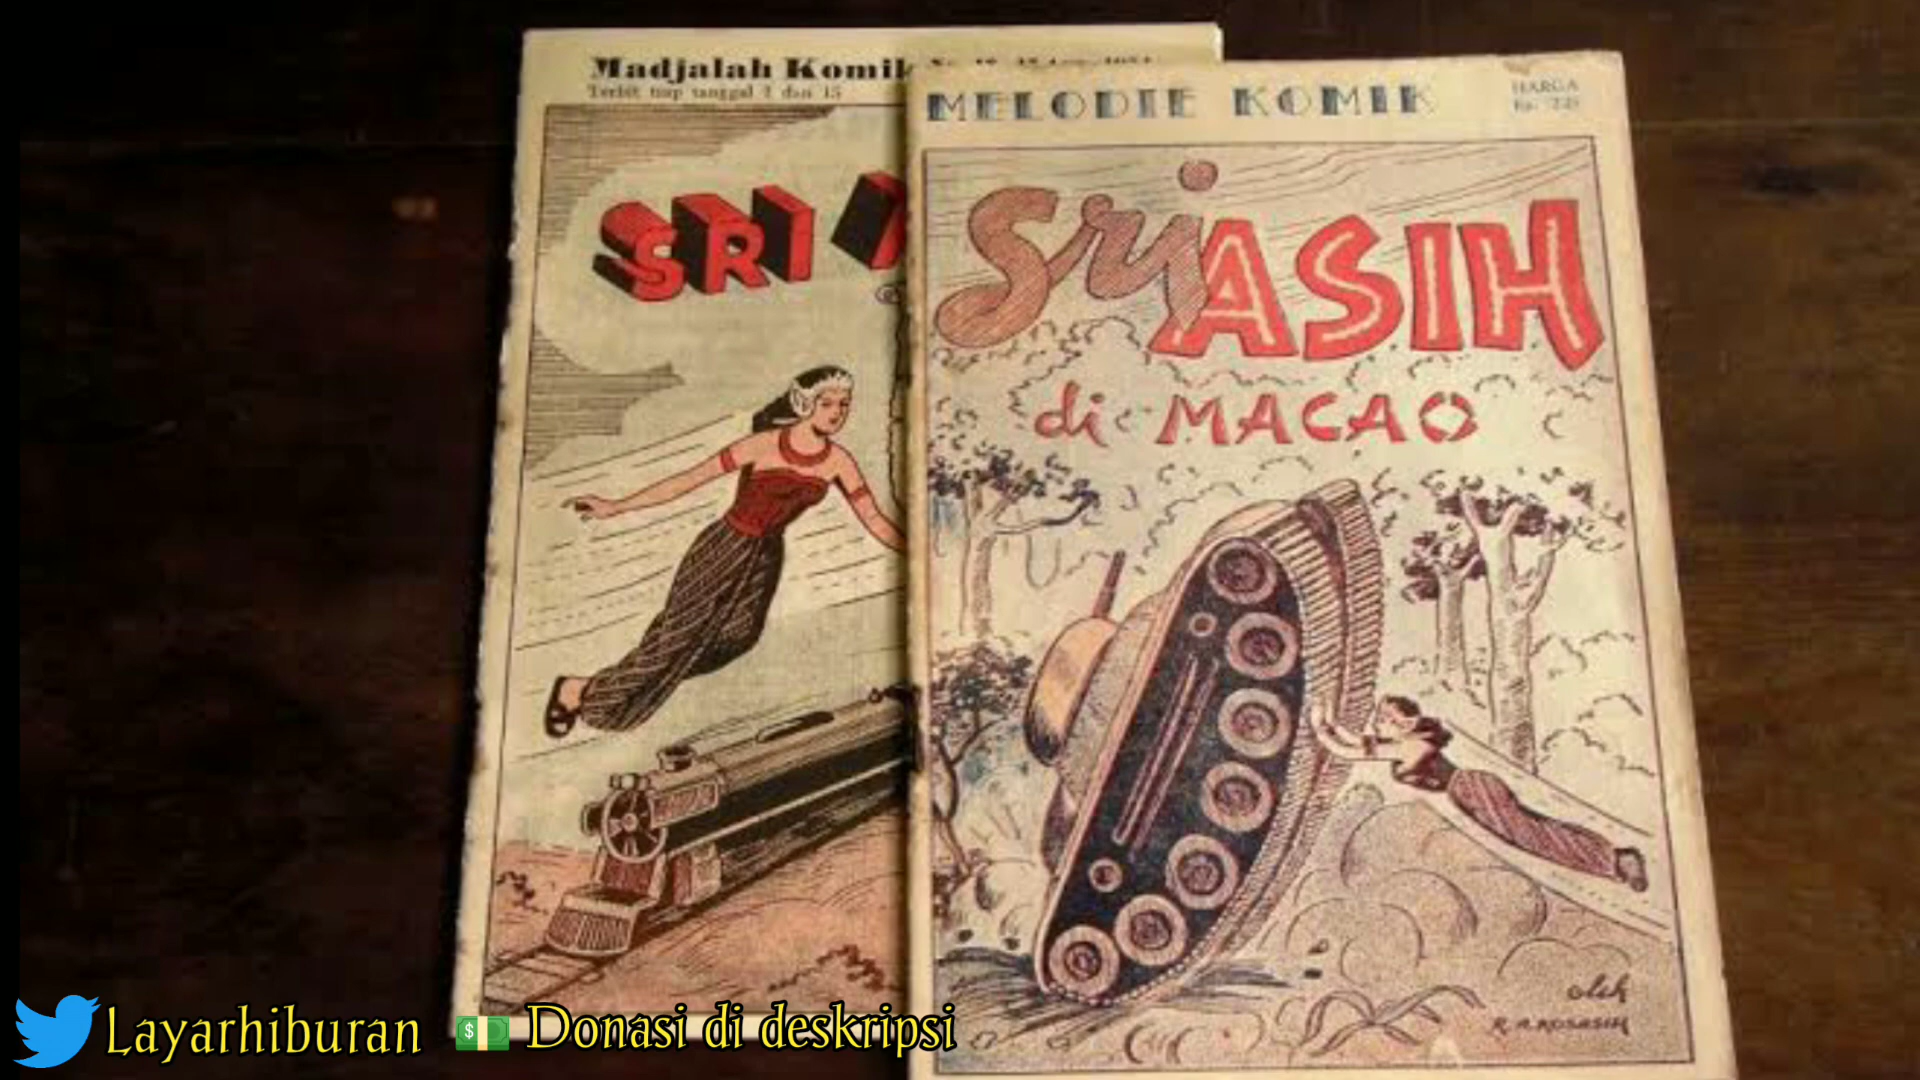 Madjalah Komik
Terbit tiap tanggal 1 dan 15
SRI
MELODIE KOMIK
HARGA
Sri ASIH
di MACAO
oleh
R.A. KOSASIH
Layarhiburan
Donasi di deskripsi